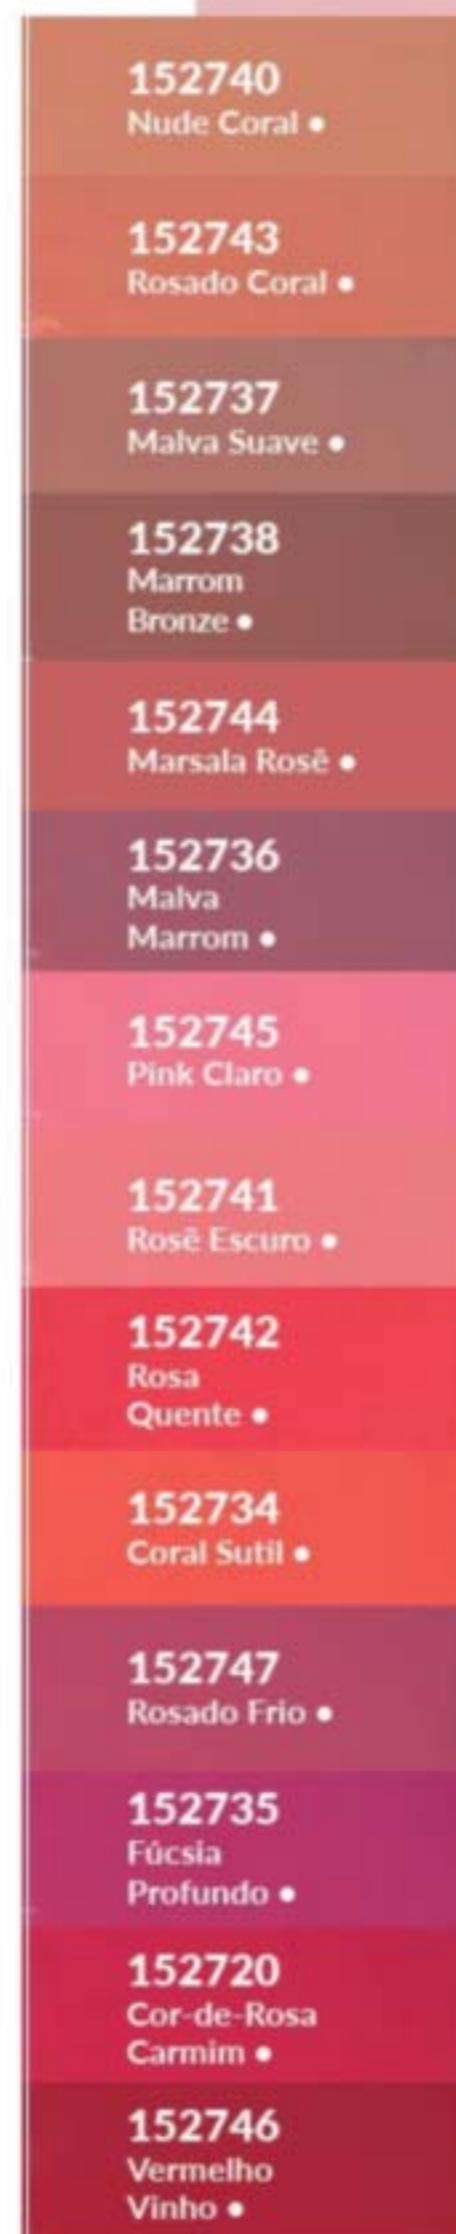 152740
Nude Coral •
152743
Rosado Coral •
152737
Malva Suave •
152738
Marrom
Bronze •
152744
Marsala Rosê •
152736
Malva
Marrom •
152745
Pink Claro •
152741
Rosê Escuro •
152742
Rosa
Quente •
152734
Coral Sutil •
152747
Rosado Frio •
152735
Fúcsia
Profundo •
152720
Cor-de-Rosa
Carmim •
152746
Vermelho
Vinho •